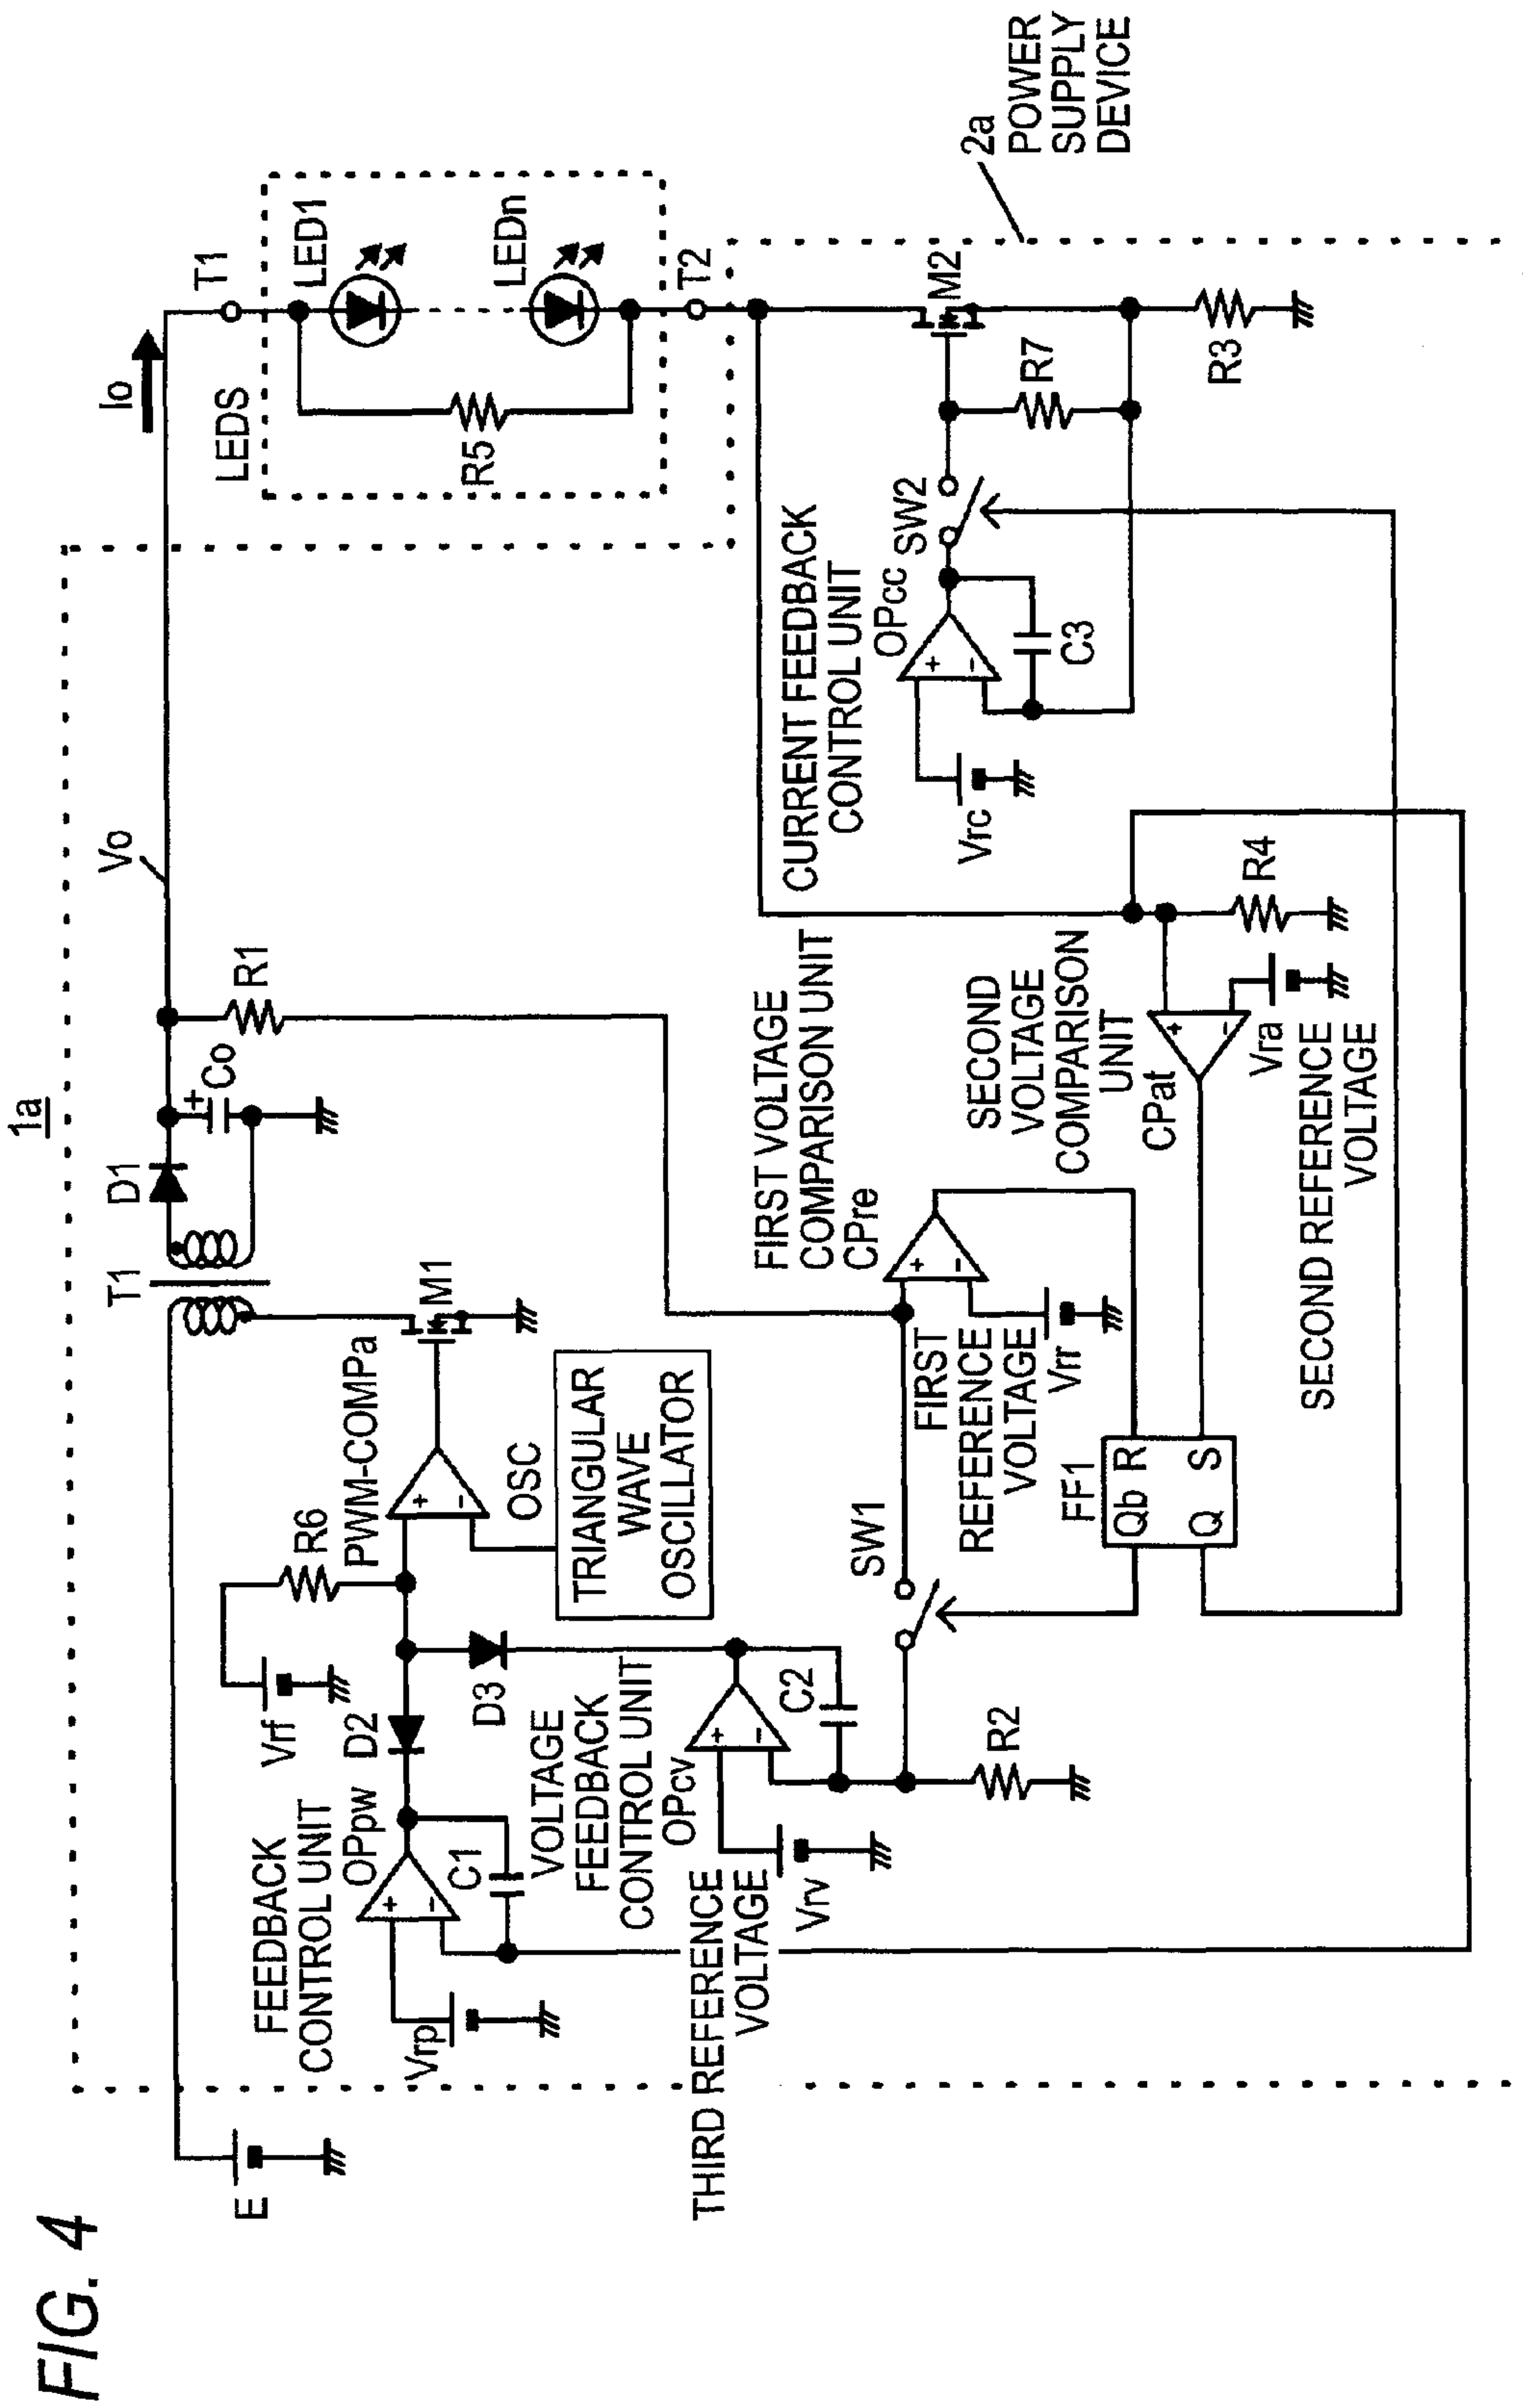 FIG. 4
1a
E
T1
D1
Co
+
Vo
R1
Io
T1
LEDS
LED1
LEDn
R5
T2
2a
POWER
SUPPLY
DEVICE
FEEDBACK
CONTROL UNIT
OPpw
+
-
Vrp
C1
Vrf
R6
D2
D3
PWM-COMPa
+
-
M1
OSC
TRIANGULAR
WAVE
OSCILLATOR
VOLTAGE
FEEDBACK
CONTROL UNIT
OPcv
+
-
C2
THIRD REFERENCE
VOLTAGE
Vrv
R2
SW1
FIRST VOLTAGE
COMPARISON UNIT
CPre
+
-
FIRST
REFERENCE
VOLTAGE
Vrr
FF1
Qb R
Q S
SECOND
VOLTAGE
COMPARISON
UNIT
CPat
+
-
Vra
SECOND REFERENCE
VOLTAGE
R4
CURRENT FEEDBACK
CONTROL UNIT
OPcc
+
-
Vrc
C3
SW2
R7
M2
R3